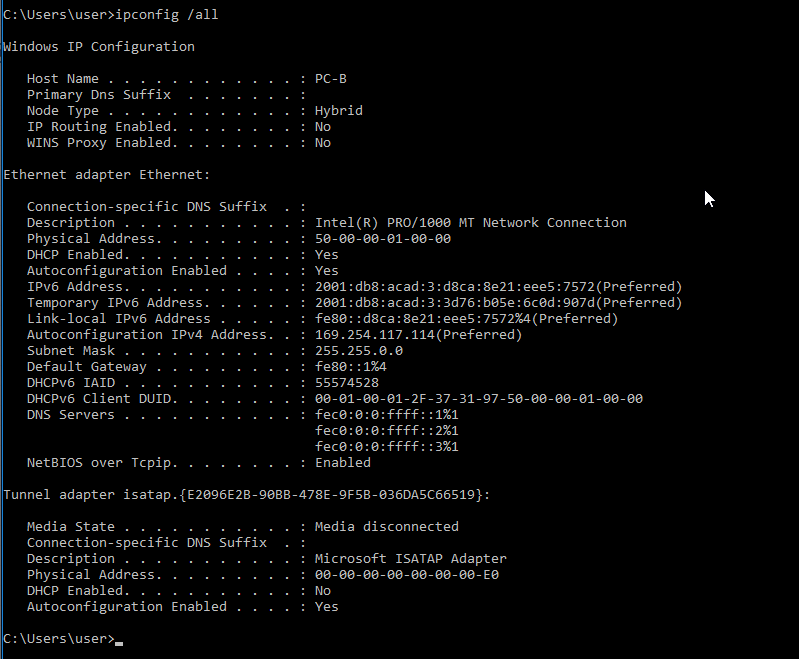 C:\Users\user>ipconfig /all
Windows IP Configuration
Host Name . . . . . . . . . . . . : PC-B
Primary Dns Suffix . . . . . . . :
Node Type . . . . . . . . . . . . : Hybrid
IP Routing Enabled. . . . . . . . : No
WINS Proxy Enabled. . . . . . . . : No
Ethernet adapter Ethernet:
Connection-specific DNS Suffix . :
Description . . . . . . . . . . . : Intel(R) PRO/1000 MT Network Connection
Physical Address. . . . . . . . . : 50-00-00-01-00-00
DHCP Enabled. . . . . . . . . . . : Yes
Autoconfiguration Enabled . . . . : Yes
IPv6 Address. . . . . . . . . . . : 2001:db8:acad:3:d8ca:8e21:eee5:7572(Preferred)
Temporary IPv6 Address. . . . . . : 2001:db8:acad:3:3d76:b05e:6c0d:907d(Preferred)
Link-local IPv6 Address . . . . . : fe80::d8ca:8e21:eee5:7572%4(Preferred)
Autoconfiguration IPv4 Address. . : 169.254.117.114(Preferred)
Subnet Mask . . . . . . . . . . . : 255.255.0.0
Default Gateway . . . . . . . . . : fe80::1%4
DHCPv6 IAID . . . . . . . . . . . : 55574528
DHCPv6 Client DUID. . . . . . . . : 00-01-00-01-2F-37-31-97-50-00-00-01-00-00
DNS Servers . . . . . . . . . . . : fec0:0:0:ffff::1%1
fec0:0:0:ffff::2%1
fec0:0:0:ffff::3%1
NetBIOS over Tcpip. . . . . . . . : Enabled
Tunnel adapter isatap.{E2096E2B-90BB-478E-9F5B-036DA5C66519}:
Media State . . . . . . . . . . . : Media disconnected
Connection-specific DNS Suffix . :
Description . . . . . . . . . . . : Microsoft ISATAP Adapter
Physical Address. . . . . . . . . : 00-00-00-00-00-00-00-E0
DHCP Enabled. . . . . . . . . . . : No
Autoconfiguration Enabled . . . . : Yes
C:\Users\user>